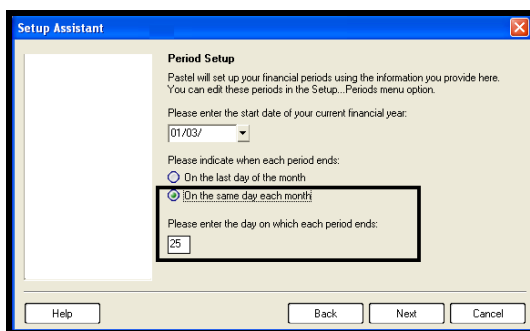 Setup Assistant
Period Setup
Pastel will set up your financial periods using the information you provide here.
You can edit these periods in the Setup...Periods menu option.
Please enter the start date of your current financial year:
01/03/
Please indicate when each period ends:
On the last day of the month
On the same day each month
Please enter the day on which each period ends:
25
Help
Back
Next
Cancel